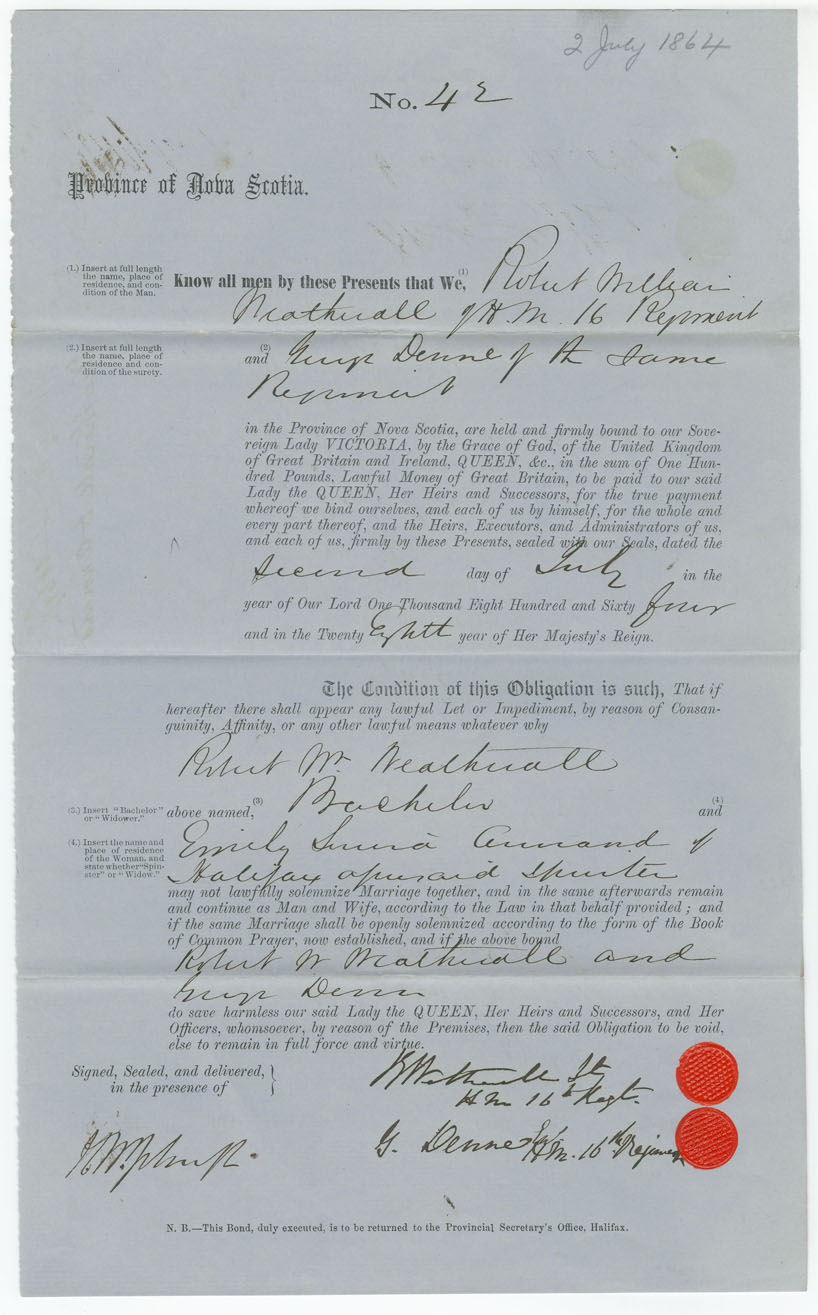 2 July 1864
No. 42
Province of Nova Scotia.
(1.) Insert at full length
the name, place of
residence, and con-
dition of the Man.
Know all men by these Presents that We, (1) Robert William
Weatherall of H.M. 16 Regiment
(2.) Insert at full length
the name, place of
residence and con-
dition of the surety.
(2)
and George Denne of the same
Regiment
in the Province of Nova Scotia, are held and firmly bound to our Sove-
reign Lady VICTORIA, by the Grace of God, of the United Kingdom
of Great Britain and Ireland, QUEEN, &c., in the sum of One Hun-
dred Pounds, Lawful Money of Great Britain, to be paid to our said
Lady the QUEEN, Her Heirs and Successors, for the true payment
whereof we bind ourselves, and each of us by himself, for the whole and
every part thereof, and the Heirs, Executors, and Administrators of us,
and each of us, firmly by these Presents, sealed with our Seals, dated the
second day of July in the
year of Our Lord One Thousand Eight Hundred and Sixty four
and in the Twenty Eighth year of Her Majesty's Reign.
The Condition of this Obligation is such, That if
hereafter there shall appear any lawful Let or Impediment, by reason of Consan-
guinity, Affinity, or any other lawful means whatever why
Robert W. Weatherall
(3.) Insert "Bachelor"
or "Widower."
above named, (3) Bachelor (4) and
(4.) Insert the name and
place of residence
of the Woman, and
state whether "Spin-
ster" or "Widow."
Emily Almand of
Halifax aforesaid Spinster
may not lawfully solemnize Marriage together, and in the same afterwards remain
and continue as Man and Wife, according to the Law in that behalf provided; and
if the same Marriage shall be openly solemnized according to the form of the Book
of Common Prayer, now established, and if the above bound
Robert W Weatherall and
George Denne
do save harmless our said Lady the QUEEN, Her Heirs and Successors, and Her
Officers, whomsoever, by reason of the Premises, then the said Obligation to be void,
else to remain in full force and virtue.
Signed, Sealed, and delivered,
in the presence of
H.M. 16th Regt.
G. Denne H.M. 16th Regiment
N. B.—This Bond, duly executed, is to be returned to the Provincial Secretary's Office, Halifax.